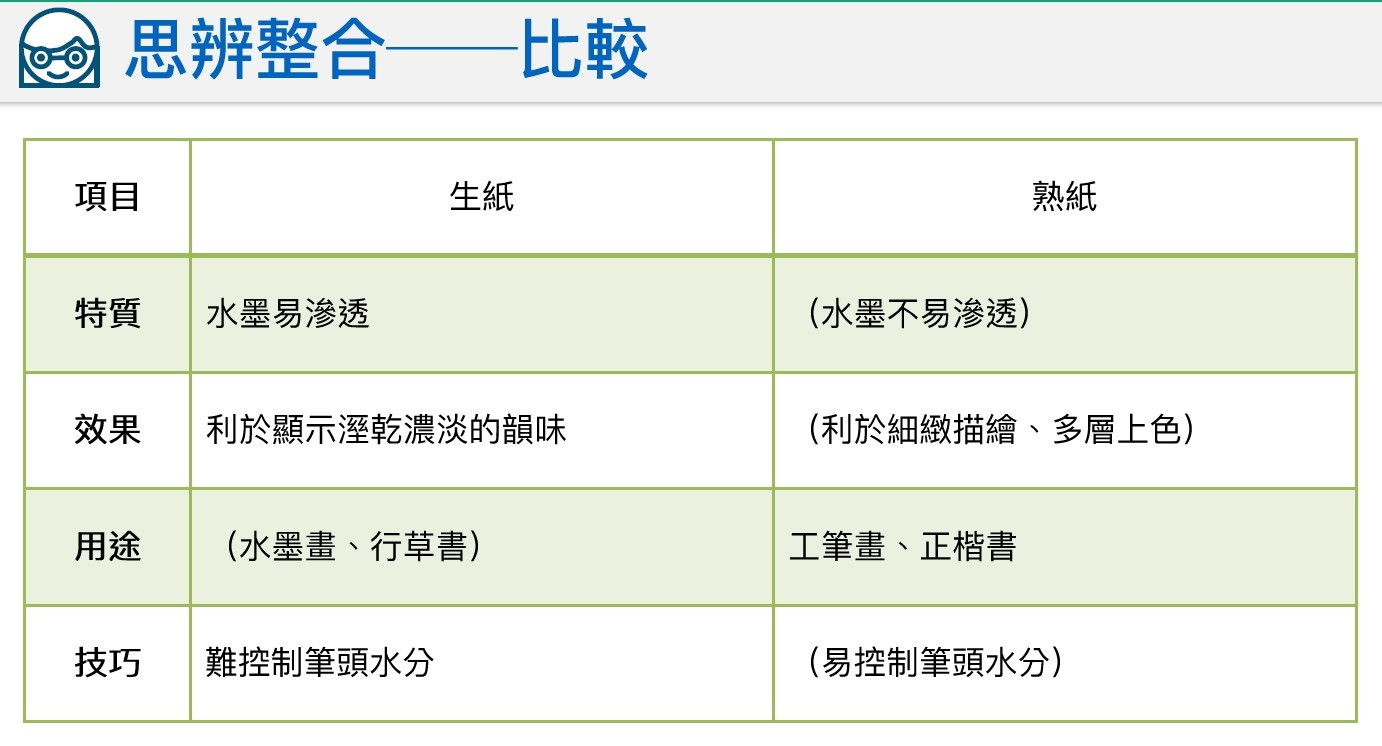 思辨整合——比較
項目 生紙 熟紙
特質 水墨易滲透 （水墨不易滲透）
效果 利於顯示溼乾濃淡的韻味 （利於細緻描繪、多層上色）
用途 （水墨畫、行草書） 工筆畫、正楷書
技巧 難控制筆頭水分 （易控制筆頭水分）